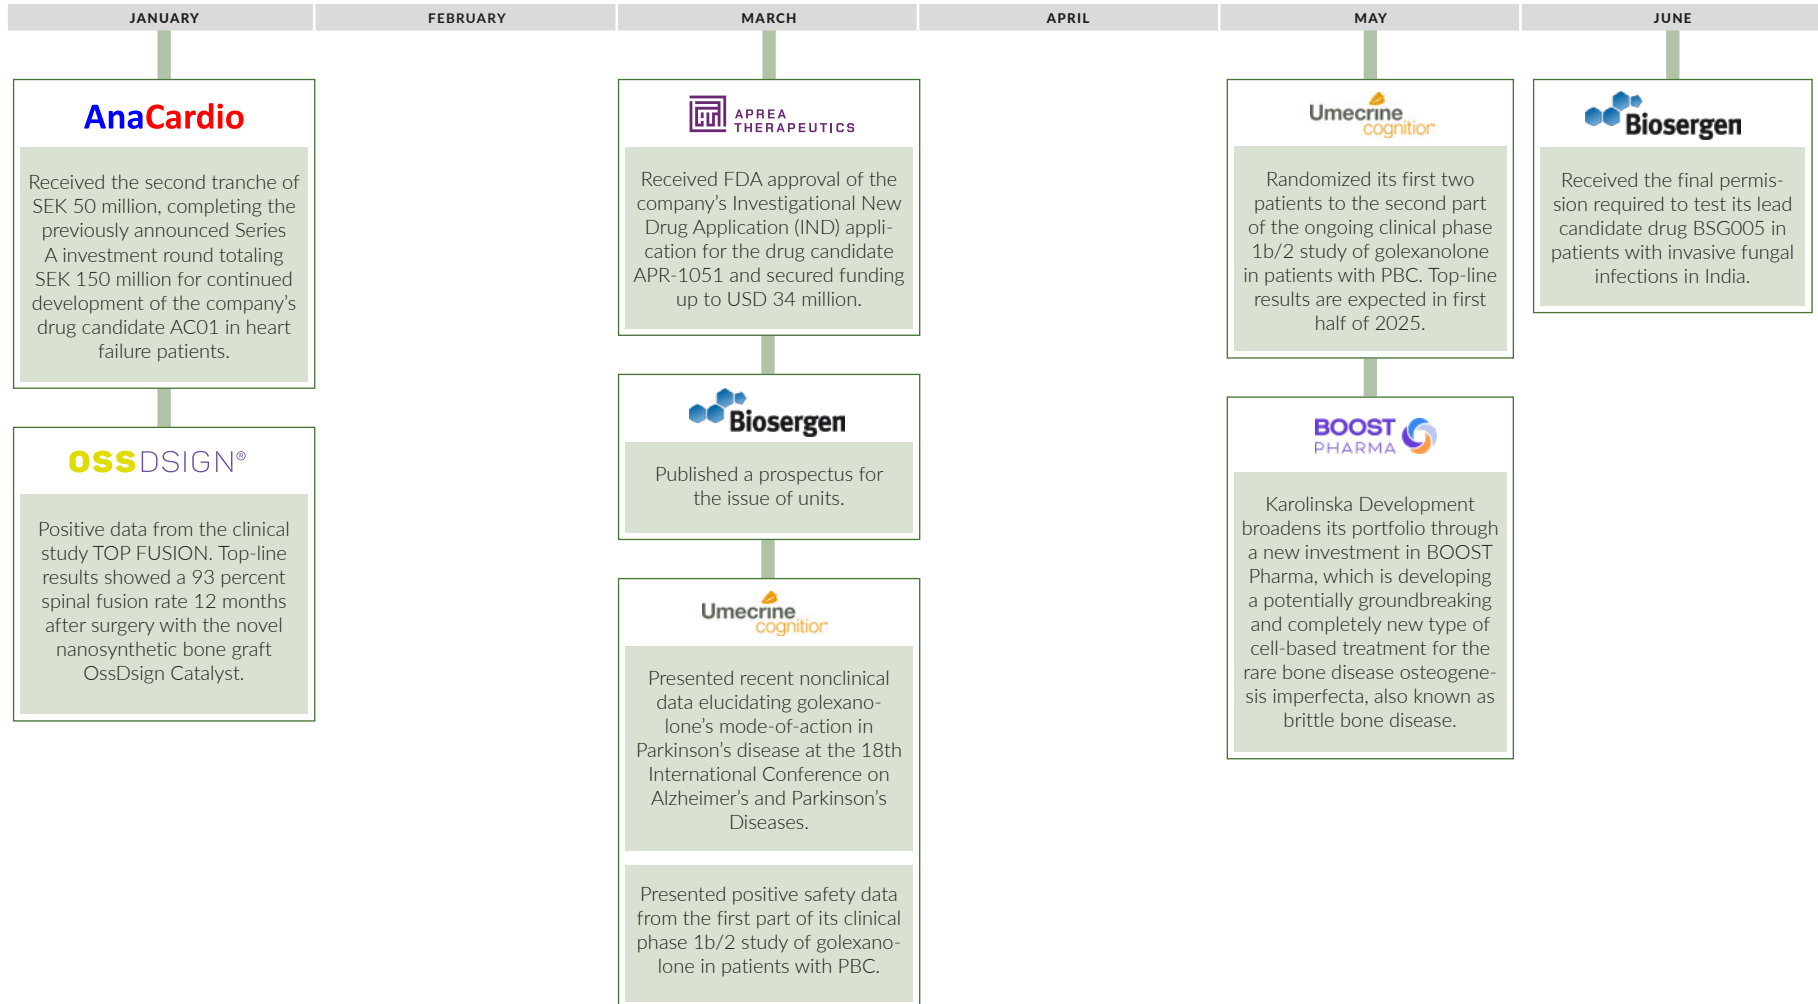 JANUARY
FEBRUARY
MARCH
APRIL
MAY
JUNE
AnaCardio
Received the second tranche of
SEK 50 million, completing the
previously announced Series
A investment round totaling
SEK 150 million for continued
development of the company’s
drug candidate AC01 in heart
failure patients.
OSSDSIGN®
Positive data from the clinical
study TOP FUSION. Top-line
results showed a 93 percent
spinal fusion rate 12 months
after surgery with the novel
nanosynthetic bone graft
OssDsign Catalyst.
APREA
THERAPEUTICS
Received FDA approval of the
company’s Investigational New
Drug Application (IND) appli-
cation for the drug candidate
APR-1051 and secured funding
up to USD 34 million.
Biosergen
Published a prospectus for
the issue of units.
Umecrine
cognition
Presented recent nonclinical
data elucidating golexano-
lone’s mode-of-action in
Parkinson’s disease at the 18th
International Conference on
Alzheimer’s and Parkinson’s
Diseases.
Presented positive safety data
from the first part of its clinical
phase 1b/2 study of golexano-
lone in patients with PBC.
Umecrine
cognition
Randomized its first two
patients to the second part
of the ongoing clinical phase
1b/2 study of golexanolone
in patients with PBC. Top-line
results are expected in first
half of 2025.
BOOST
PHARMA
Karolinska Development
broadens its portfolio through
a new investment in BOOST
Pharma, which is developing
a potentially groundbreaking
and completely new type of
cell-based treatment for the
rare bone disease osteogene-
sis imperfecta, also known as
brittle bone disease.
Biosergen
Received the final permis-
sion required to test its lead
candidate drug BSG005 in
patients with invasive fungal
infections in India.